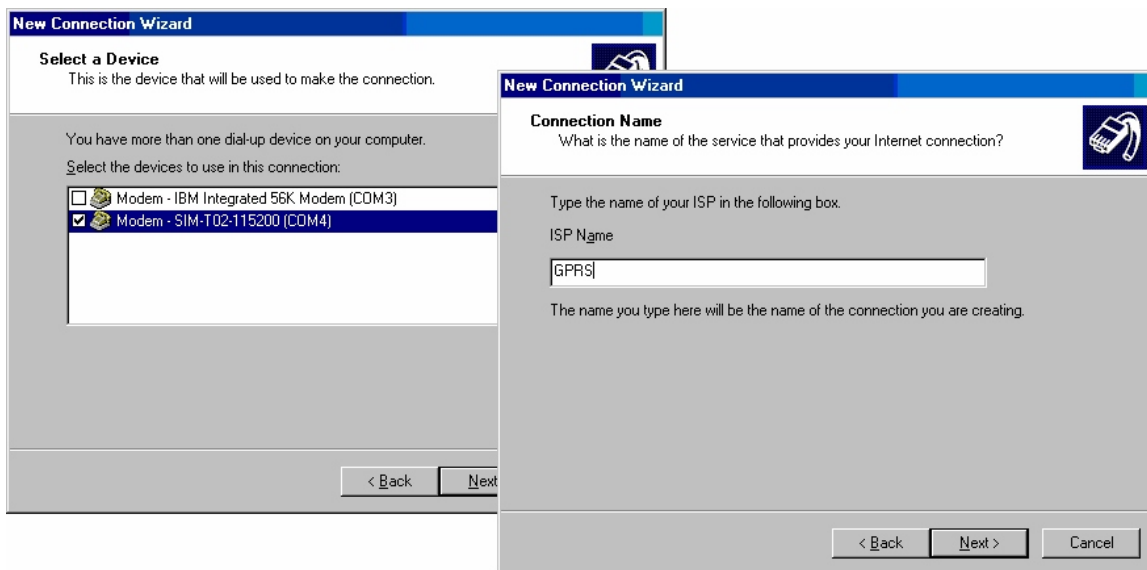 New Connection Wizard
Select a Device
This is the device that will be used to make the connection.
You have more than one dial-up device on your computer.
Select the devices to use in this connection:
Modem - IBM Integrated 56K Modem (COM3)
Modem - SIM-T02-115200 (COM4)
< Back
Next
New Connection Wizard
Connection Name
What is the name of the service that provides your Internet connection?
Type the name of your ISP in the following box.
ISP Name
GPRS
The name you type here will be the name of the connection you are creating.
< Back
Next >
Cancel